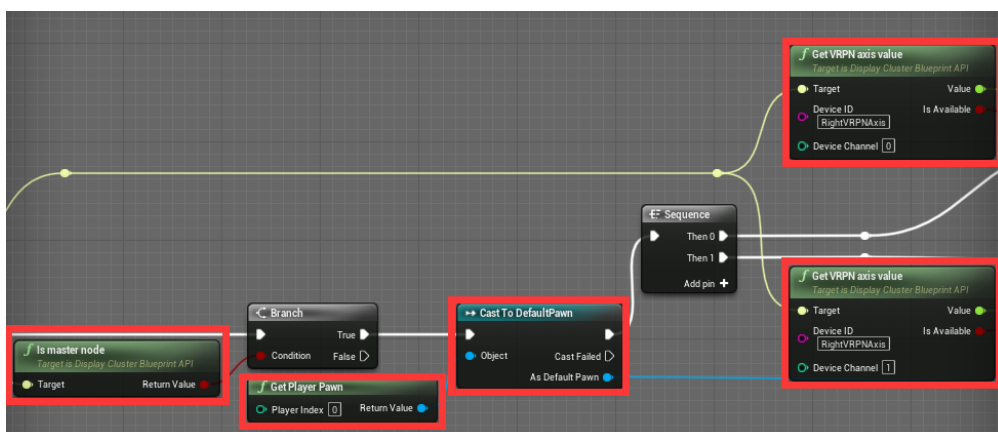 Get VRPN axis value
Target is Display Cluster Blueprint API
Target Value
Device ID Is Available
RightVRPNAxis
Device Channel 0
Sequence
Then 0
Then 1
Add pin
Get VRPN axis value
Target is Display Cluster Blueprint API
Target Value
Device ID Is Available
RightVRPNAxis
Device Channel 1
Branch
True
Condition False
Cast To DefaultPawn
Object Cast Failed
As Default Pawn
Is master node
Target is Display Cluster Blueprint API
Target Return Value
Get Player Pawn
Player Index 0 Return Value